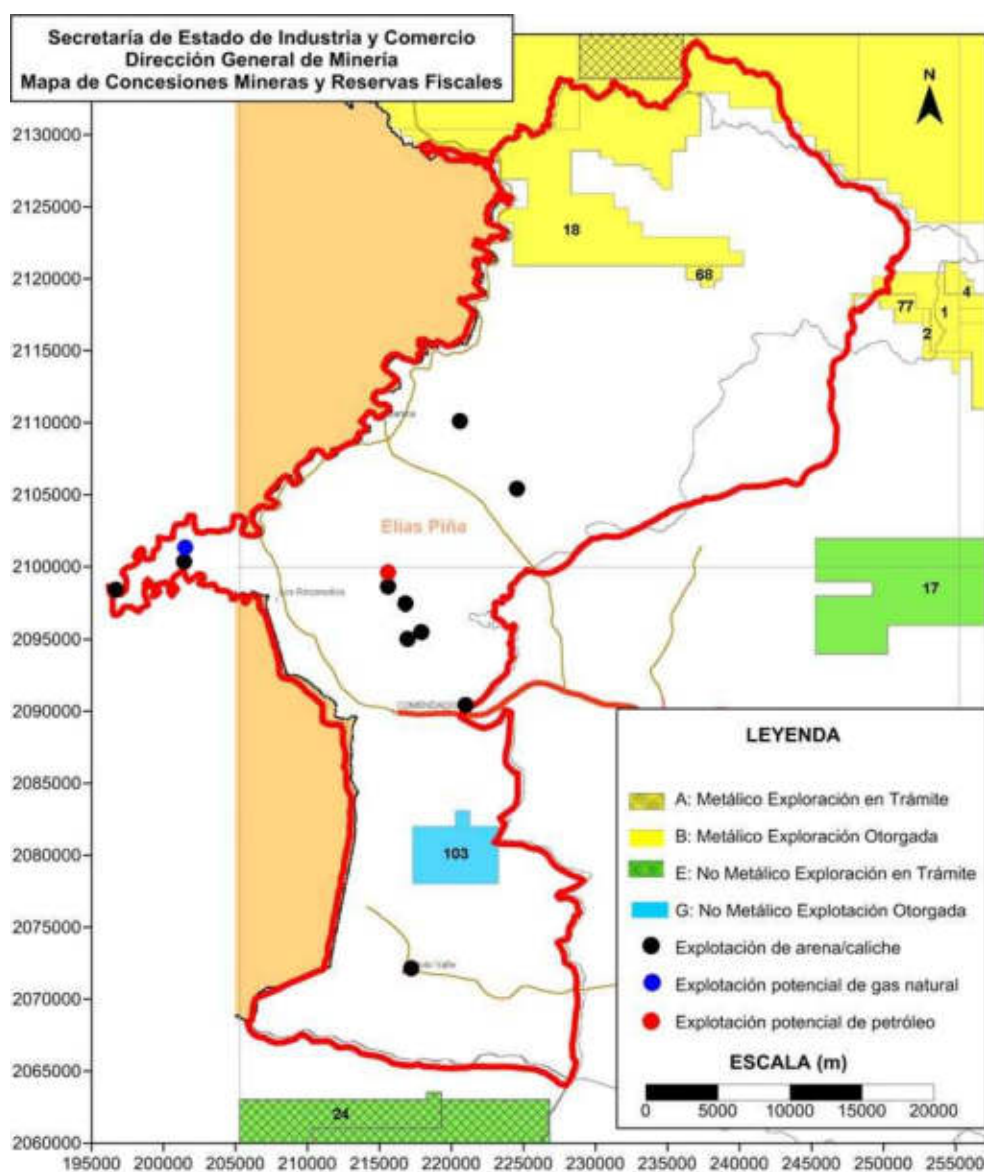 Secretaría de Estado de Industria y Comercio
Dirección General de Minería
Mapa de Concesiones Mineras y Reservas Fiscales
N
2130000
2125000
18
2120000
68
77
1
4
2
2115000
2110000
2105000
Elias Piña
2100000
17
2095000
2090000
COMENDADOR
LEYENDA
A: Metálico Exploración en Trámite
B: Metálico Exploración Otorgada
E: No Metálico Exploración en Trámite
G: No Metálico Explotación Otorgada
Explotación de arena/caliche
Explotación potencial de gas natural
Explotación potencial de petróleo
ESCALA (m)
0 5000 10000 15000 20000
2085000
2080000
103
2075000
2070000
2065000
24
2060000
195000 200000 205000 210000 215000 220000 225000 230000 235000 240000 245000 250000 255000